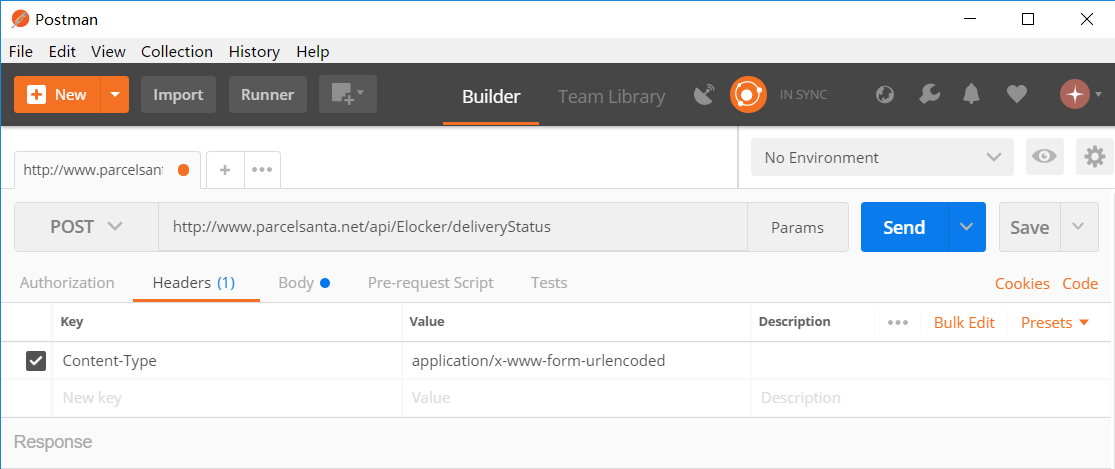 Postman
File Edit View Collection History Help
New Import Runner Builder Team Library IN SYNC
http://www.parcelsant + ••• No Environment
POST http://www.parcelsanta.net/api/Elocker/deliveryStatus Params Send Save
Authorization Headers (1) Body Pre-request Script Tests Cookies Code
Key Value Description ••• Bulk Edit Presets
Content-Type application/x-www-form-urlencoded
New key Value Description
Response